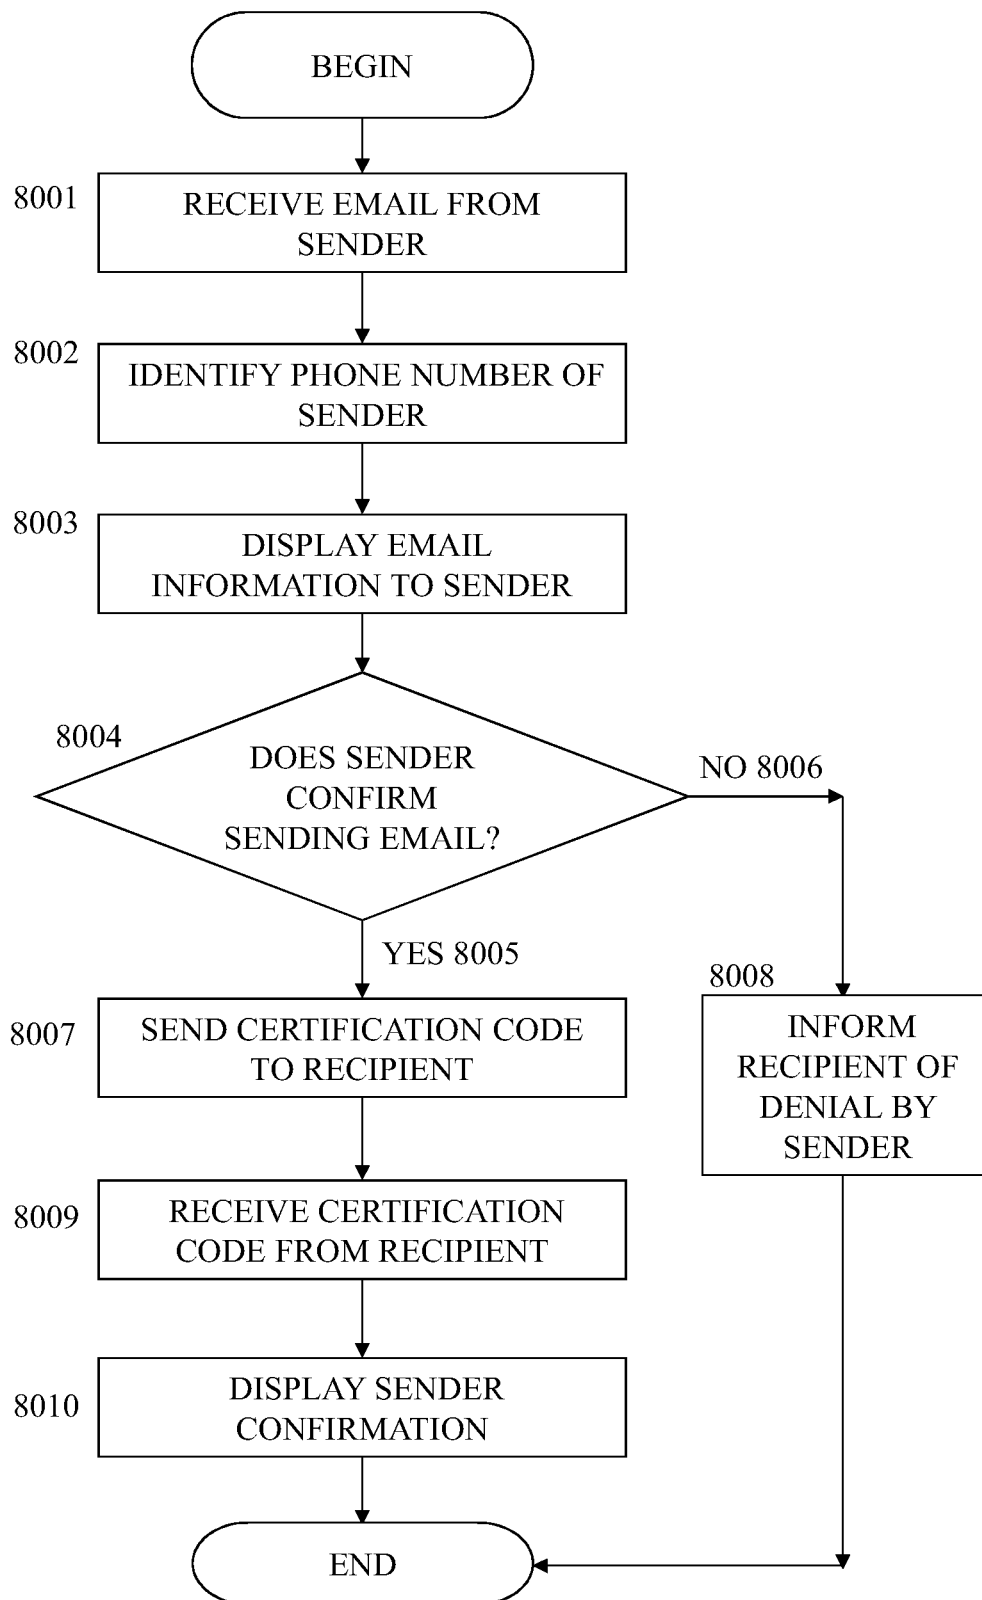 BEGIN
8001
RECEIVE EMAIL FROM
SENDER
8002
IDENTIFY PHONE NUMBER OF
SENDER
8003
DISPLAY EMAIL
INFORMATION TO SENDER
8004
DOES SENDER
CONFIRM
SENDING EMAIL?
NO 8006
YES 8005
8008
INFORM
RECIPIENT OF
DENIAL BY
SENDER
8007
SEND CERTIFICATION CODE
TO RECIPIENT
8009
RECEIVE CERTIFICATION
CODE FROM RECIPIENT
8010
DISPLAY SENDER
CONFIRMATION
END